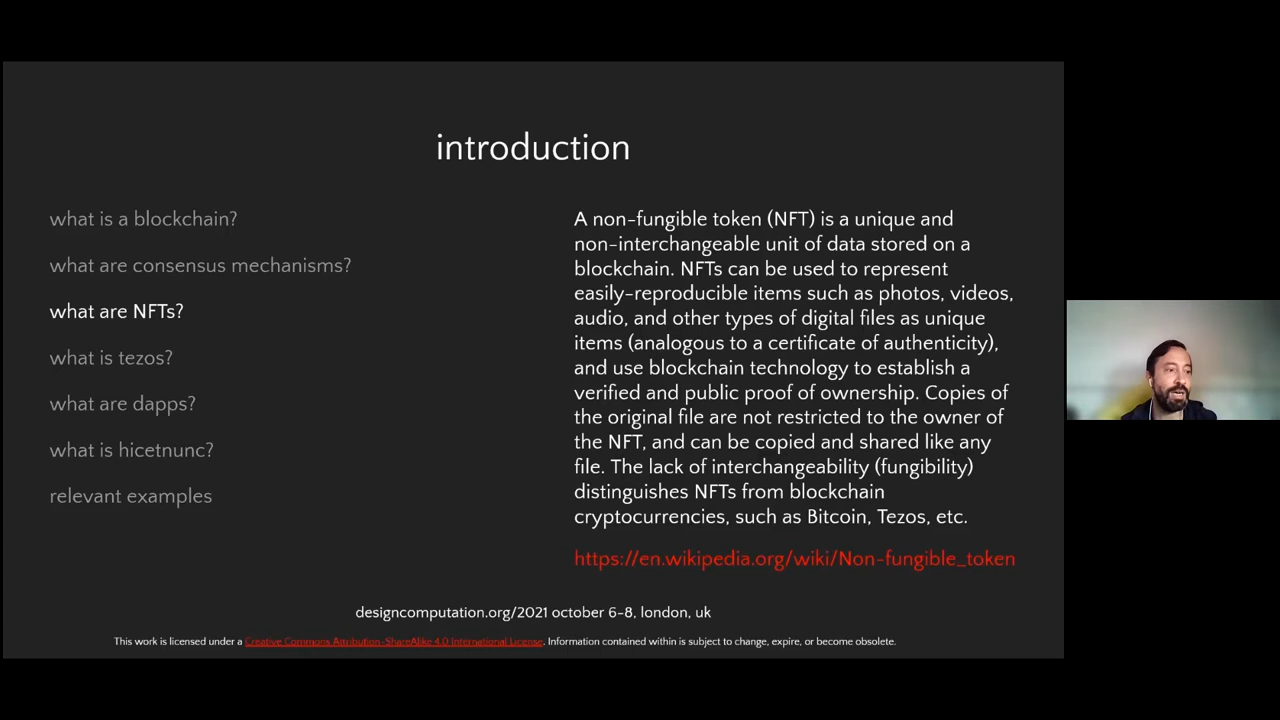 introduction
what is a blockchain?
what are consensus mechanisms?
what are NFTs?
what is tezos?
what are dapps?
what is hicetnunc?
relevant examples
A non-fungible token (NFT) is a unique and
non-interchangeable unit of data stored on a
blockchain. NFTs can be used to represent
easily-reproducible items such as photos, videos,
audio, and other types of digital files as unique
items (analogous to a certificate of authenticity),
and use blockchain technology to establish a
verified and public proof of ownership. Copies of
the original file are not restricted to the owner of
the NFT, and can be copied and shared like any
file. The lack of interchangeability (fungibility)
distinguishes NFTs from blockchain
cryptocurrencies, such as Bitcoin, Tezos, etc.
https://en.wikipedia.org/wiki/Non-fungible_token
designcomputation.org/2021 october 6-8, london, uk
This work is licensed under a Creative Commons Attribution-ShareAlike 4.0 International License. Information contained within is subject to change, expire, or become obsolete.